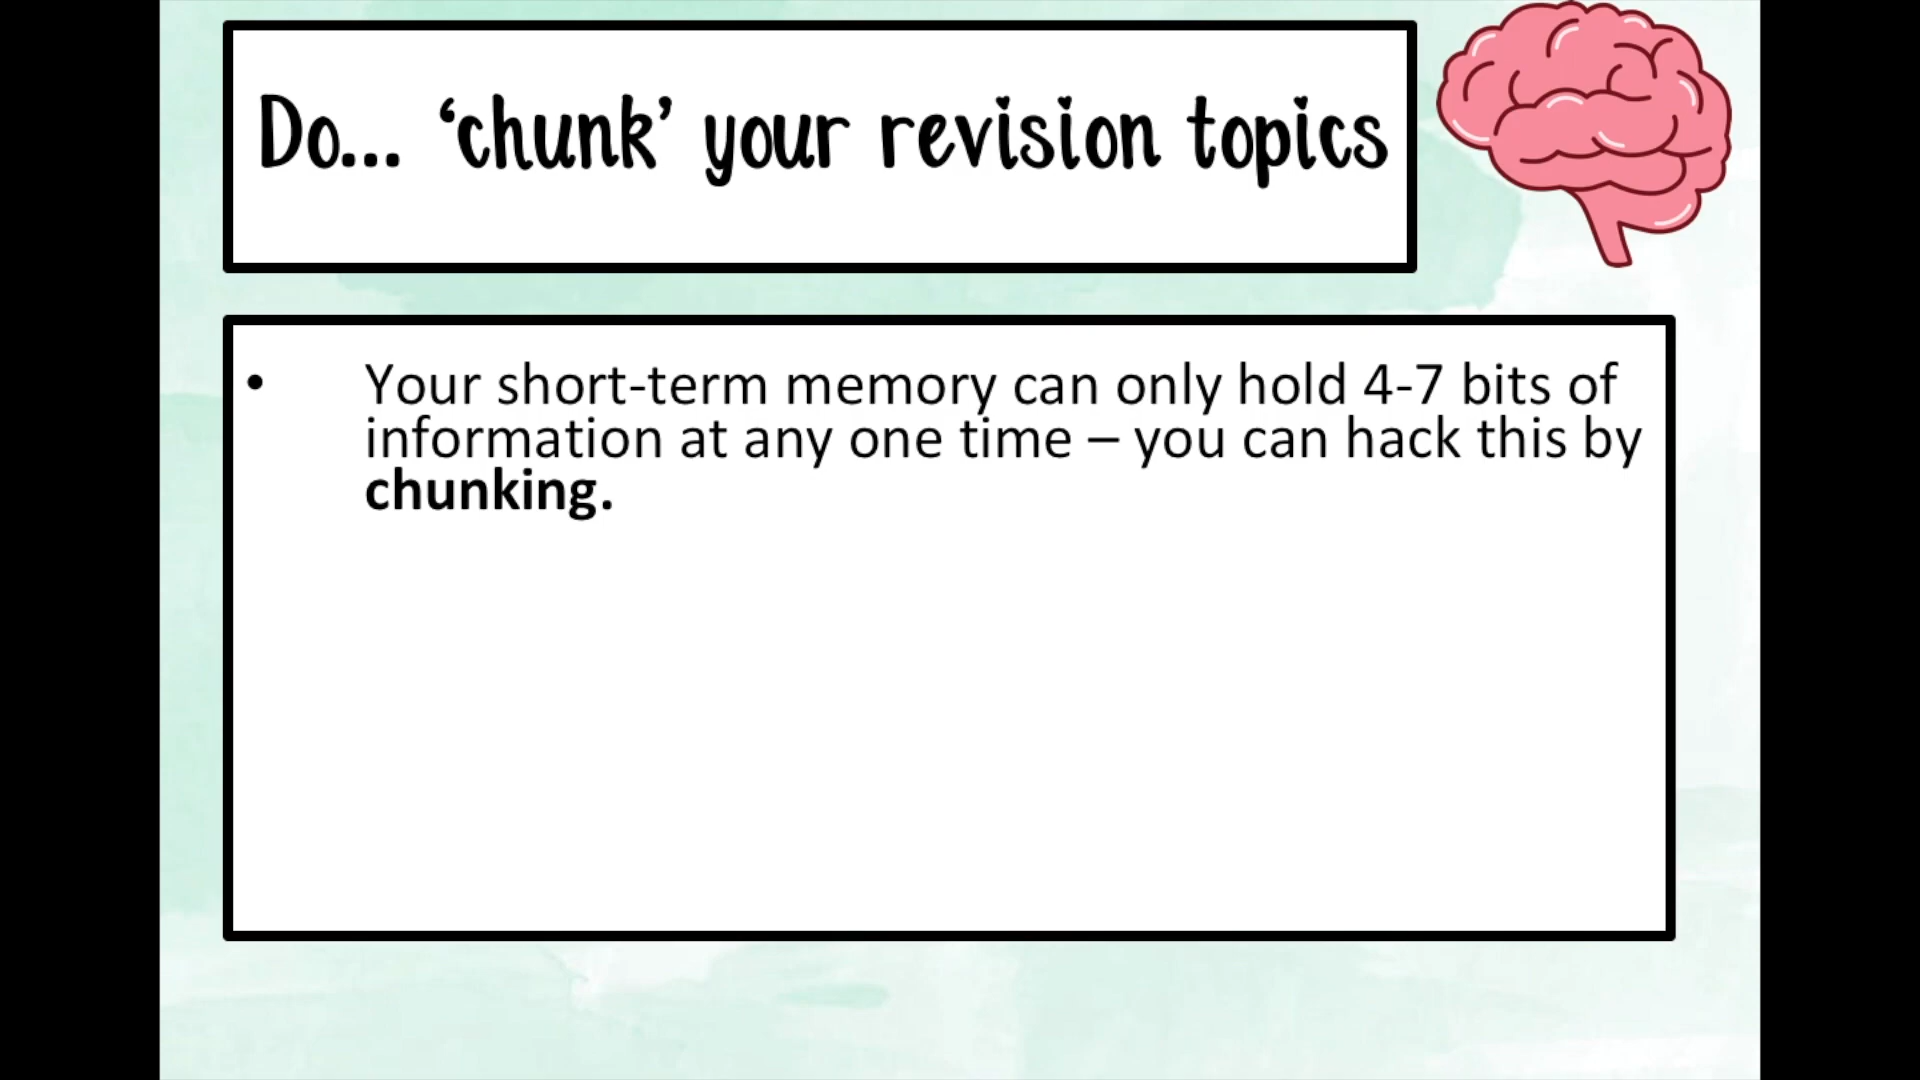 Do... ‘chunk’ your revision topics
• Your short-term memory can only hold 4-7 bits of
information at any one time – you can hack this by
chunking.